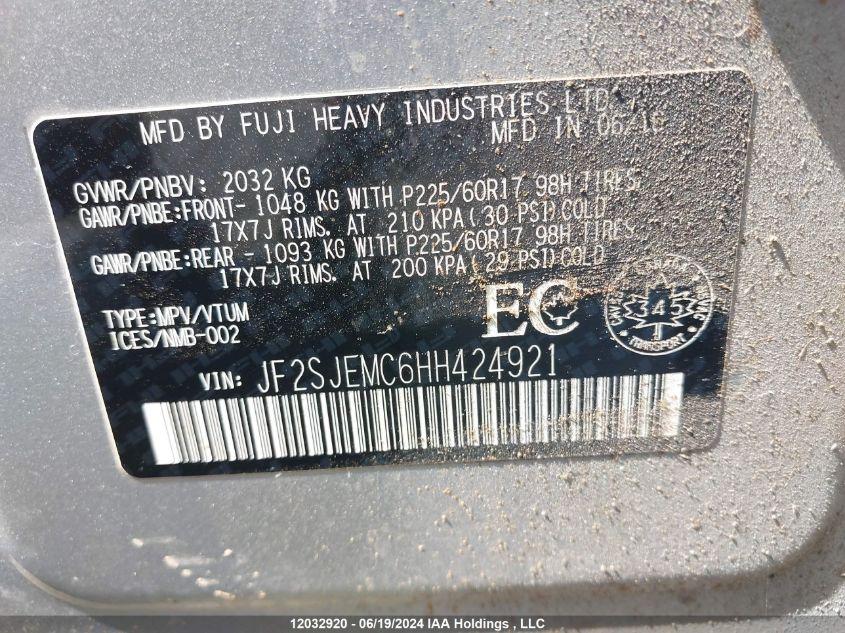 MFD BY FUJI HEAVY INDUSTRIES LTD.
MFD IN 06/16
GVWR/PNBV: 2032 KG
GAWR/PNBE:FRONT- 1048 KG WITH P225/60R17 98H TIRES,
17X7J RIMS. AT 210 KPA(30 PSI)COLD
GAWR/PNBE:REAR - 1093 KG WITH P225/60R17 98H TIRES,
17X7J RIMS. AT 200 KPA(29 PSI)COLD
TYPE:MPV/VTUM
ICES/NMB-002
EC
CANADA
345
TRANSPORT
VIN: JF2SJEMC6HH424921
12032920 - 06/19/2024 IAA Holdings , LLC